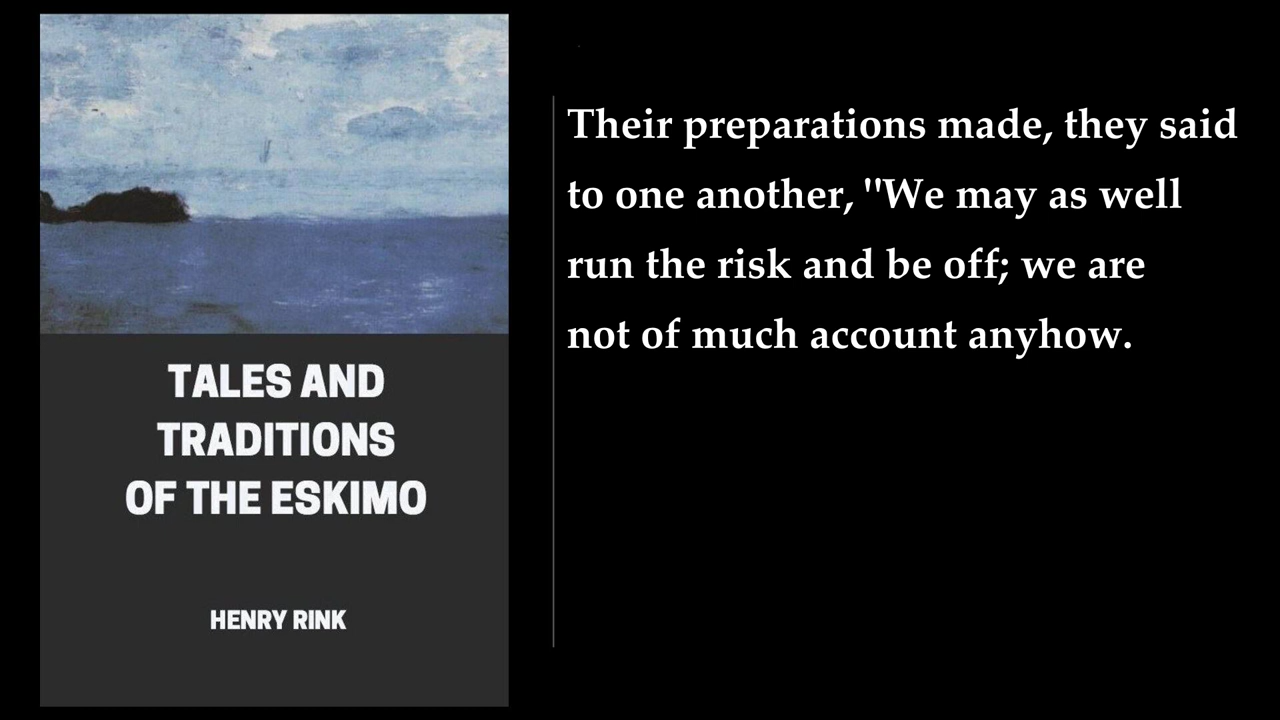 TALES AND
TRADITIONS
OF THE ESKIMO
HENRY RINK
Their preparations made, they said
to one another, "We may as well
run the risk and be off; we are
not of much account anyhow.